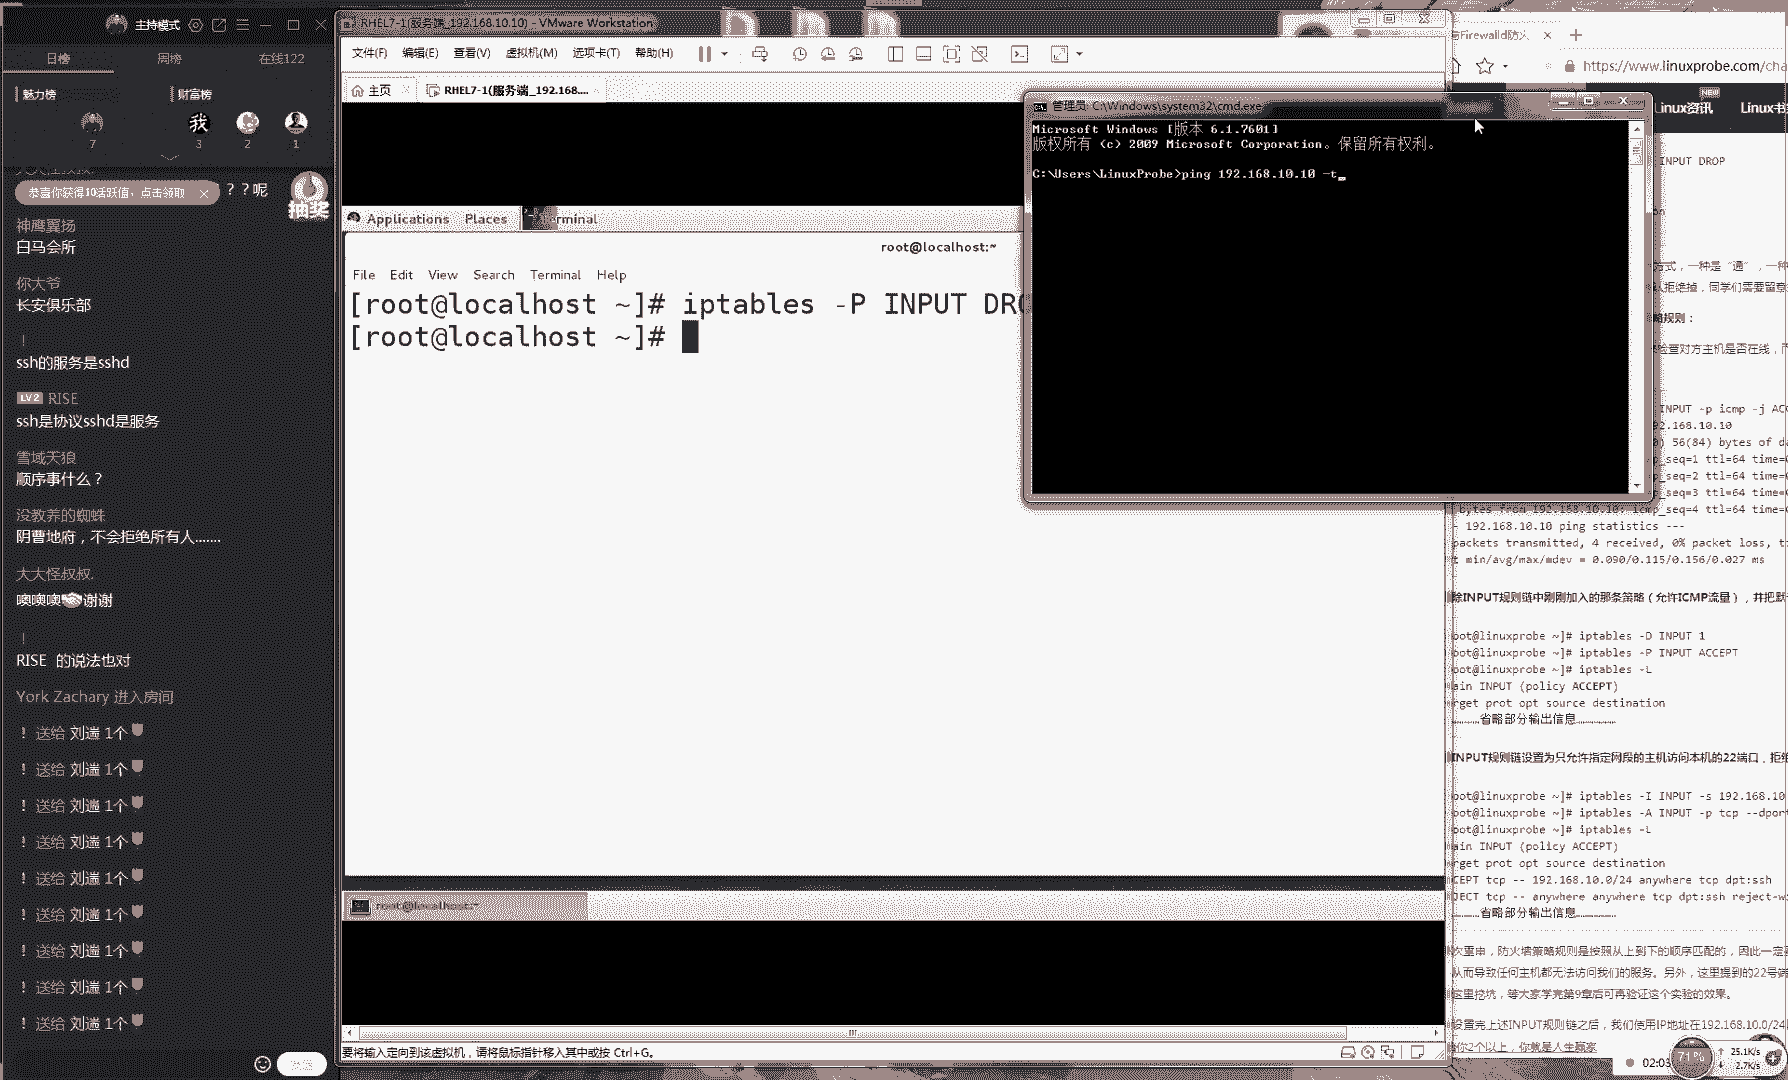 主持模式
日榜 周榜 在线122
魅力榜 财富榜
我
7 3 2 1
恭喜你获得10活跃值，点击领取
？？呢
抽奖
神鹰翼扬
白马会所
你大爷
长安俱乐部
！
ssh的服务是sshd
LV2 RISE
ssh是协议sshd是服务
雪域天狼
顺序事什么？
没教养的蜘蛛
阴曹地府，不会拒绝所有人.......
大大怪叔叔.
噢噢噢🤝谢谢
！
RISE 的说法也对
York Zachary 进入房间
！送给 刘遄 1个
！送给 刘遄 1个
！送给 刘遄 1个
！送给 刘遄 1个
！送给 刘遄 1个
！送给 刘遄 1个
！送给 刘遄 1个
！送给 刘遄 1个
！送给 刘遄 1个
RHEL7-1(服务端_192.168.10.10) - VMware Workstation
文件(F) 编辑(E) 查看(V) 虚拟机(M) 选项卡(T) 帮助(H)
主页 RHEL7-1(服务端_192.168....
Applications Places Terminal
root@localhost:~
File Edit View Search Terminal Help
[root@localhost ~]# iptables -P INPUT DRO
[root@localhost ~]#
root@localhost:~
要将输入定向到该虚拟机，请将鼠标指针移入其中或按 Ctrl+G。
管理员: C:\Windows\system32\cmd.exe
Microsoft Windows [版本 6.1.7601]
版权所有 (c) 2009 Microsoft Corporation。保留所有权利。
C:\Users\LinuxProbe>ping 192.168.10.10 -t
Firewalld防火
https://www.linuxprobe.com/cha
Linux资讯 NEW Linux书
INPUT DROP
方式，一种是“通”，一种
认拒绝掉，同学们需要留意
略规则：
检查对方主机是否在线，而
INPUT -p icmp -j ACC
92.168.10.10
0) 56(84) bytes of da
p_seq=1 ttl=64 time=0
p_seq=2 ttl=64 time=0
p_seq=3 ttl=64 time=0
bytes from 192.168.10.10: icmp_seq=4 ttl=64 time=0
- 192.168.10.10 ping statistics ---
packets transmitted, 4 received, 0% packet loss, t
t min/avg/max/mdev = 0.090/0.115/0.156/0.027 ms
除INPUT规则链中刚刚加入的那条策略（允许ICMP流量），并把默
oot@linuxprobe ~]# iptables -D INPUT 1
oot@linuxprobe ~]# iptables -P INPUT ACCEPT
oot@linuxprobe ~]# iptables -L
ain INPUT (policy ACCEPT)
rget prot opt source destination
………省略部分输出信息………
INPUT规则链设置为只允许指定网段的主机访问本机的22端口，拒绝
oot@linuxprobe ~]# iptables -I INPUT -s 192.168.10
oot@linuxprobe ~]# iptables -A INPUT -p tcp --dport
oot@linuxprobe ~]# iptables -L
ain INPUT (policy ACCEPT)
rget prot opt source destination
CEPT tcp -- 192.168.10.0/24 anywhere tcp dpt:ssh
JECT tcp -- anywhere anywhere tcp dpt:ssh reject-w
………省略部分输出信息………
次重申，防火墙策略规则是按照从上到下的顺序匹配的，因此一定要
从而导致任何主机都无法访问我们的服务。另外，这里提到的22号端
这里挖坑，等大家学完第9章后可再验证这个实验的效果。
设置完上述INPUT规则链之后，我们使用IP地址在192.168.10.0/24网
你2个以上，你就是人生赢家
02:03
71%
25.1K/s
2.7K/s